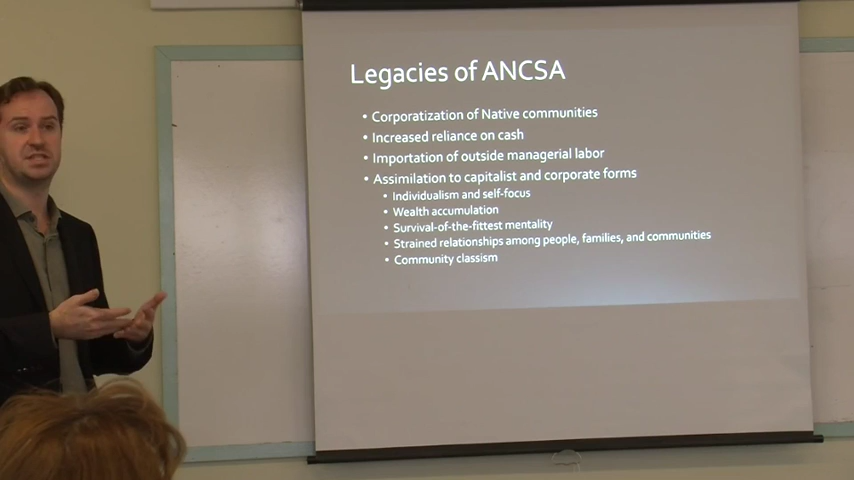 Legacies of ANCSA
• Corporatization of Native communities
• Increased reliance on cash
• Importation of outside managerial labor
• Assimilation to capitalist and corporate forms
• Individualism and self-focus
• Wealth accumulation
• Survival-of-the-fittest mentality
• Strained relationships among people, families, and communities
• Community classism